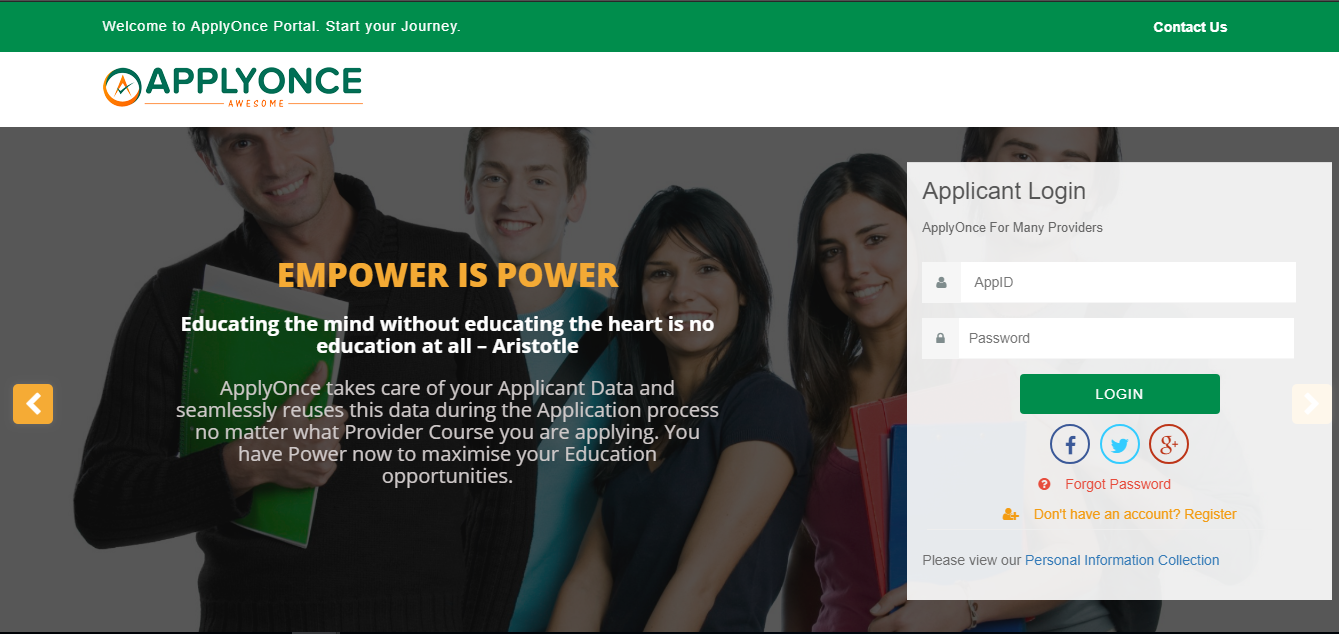 Welcome to ApplyOnce Portal. Start your Journey.
Contact Us
APPLYONCE
AWESOME
EMPOWER IS POWER
Educating the mind without educating the heart is no
education at all – Aristotle
ApplyOnce takes care of your Applicant Data and
seamlessly reuses this data during the Application process
no matter what Provider Course you are applying. You
have Power now to maximise your Education
opportunities.
Applicant Login
ApplyOnce For Many Providers
AppID
Password
LOGIN
Forgot Password
Don't have an account? Register
Please view our Personal Information Collection